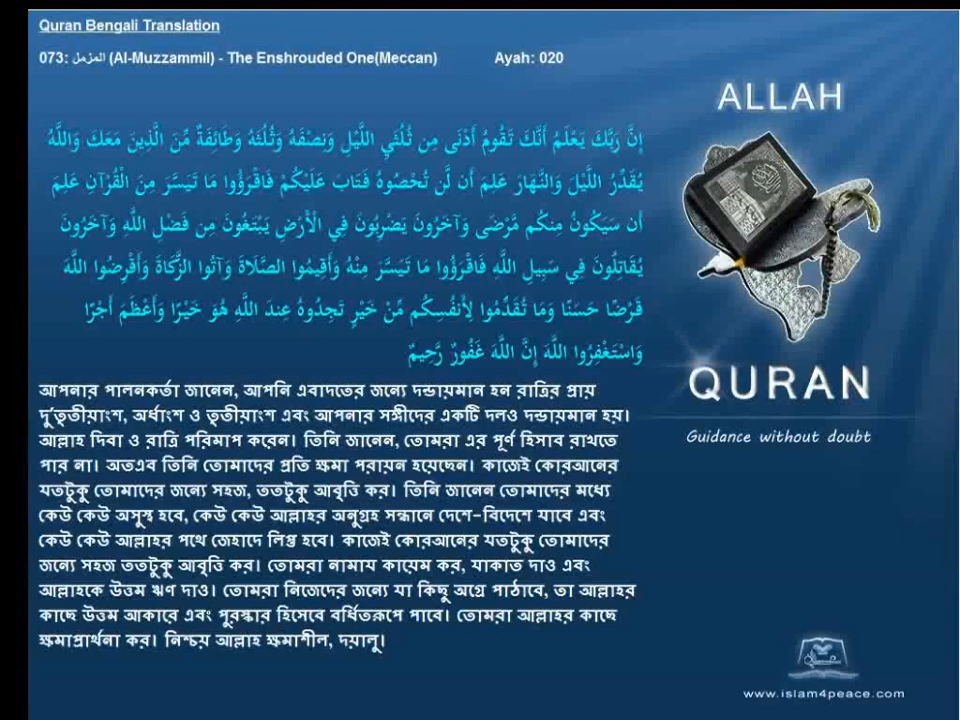 Quran Bengali Translation
073: المزمل (Al-Muzzammil) - The Enshrouded One(Meccan) Ayah: 020
ALLAH
إِنَّ رَبَّكَ يَعْلَمُ أَنَّكَ تَقُومُ أَدْنَى مِن ثُلُثَيِ اللَّيْلِ وَنِصْفَهُ وَثُلُثَهُ وَطَائِفَةٌ مِّنَ الَّذِينَ مَعَكَ وَاللَّهُ
يُقَدِّرُ اللَّيْلَ وَالنَّهَارَ عَلِمَ أَن لَّن تُحْصُوهُ فَتَابَ عَلَيْكُمْ فَاقْرَؤُوا مَا تَيَسَّرَ مِنَ الْقُرْآنِ عَلِمَ
أَن سَيَكُونُ مِنكُم مَّرْضَى وَآخَرُونَ يَضْرِبُونَ فِي الْأَرْضِ يَبْتَغُونَ مِن فَضْلِ اللَّهِ وَآخَرُونَ
يُقَاتِلُونَ فِي سَبِيلِ اللَّهِ فَاقْرَؤُوا مَا تَيَسَّرَ مِنْهُ وَأَقِيمُوا الصَّلَاةَ وَآتُوا الزَّكَاةَ وَأَقْرِضُوا اللَّهَ
قَرْضًا حَسَنًا وَمَا تُقَدِّمُوا لِأَنفُسِكُم مِّنْ خَيْرٍ تَجِدُوهُ عِندَ اللَّهِ هُوَ خَيْرًا وَأَعْظَمَ أَجْرًا
وَاسْتَغْفِرُوا اللَّهَ إِنَّ اللَّهَ غَفُورٌ رَّحِيمٌ
QURAN
Guidance without doubt
আপনার পালনকর্তা জানেন, আপনি এবাদতের জন্যে দন্ডায়মান হন রাত্রির প্রায়
দু'তৃতীয়াংশ, অর্ধাংশ ও তৃতীয়াংশ এবং আপনার সঙ্গীদের একটি দলও দন্ডায়মান হয়।
আল্লাহ দিবা ও রাত্রি পরিমাপ করেন। তিনি জানেন, তোমরা এর পূর্ণ হিসাব রাখতে
পার না। অতএব তিনি তোমাদের প্রতি ক্ষমা পরায়ন হয়েছেন। কাজেই কোরআনের
যতটুকু তোমাদের জন্যে সহজ, ততটুকু আবৃত্তি কর। তিনি জানেন তোমাদের মধ্যে
কেউ কেউ অসুস্থ হবে, কেউ কেউ আল্লাহর অনুগ্রহ সন্ধানে দেশে-বিদেশে যাবে এবং
কেউ কেউ আল্লাহর পথে জেহাদে লিপ্ত হবে। কাজেই কোরআনের যতটুকু তোমাদের
জন্যে সহজ ততটুকু আবৃত্তি কর। তোমরা নামায কায়েম কর, যাকাত দাও এবং
আল্লাহকে উত্তম ঋণ দাও। তোমরা নিজেদের জন্যে যা কিছু অগ্রে পাঠাবে, তা আল্লাহর
কাছে উত্তম আকারে এবং পুরস্কার হিসেবে বর্ধিতরূপে পাবে। তোমরা আল্লাহর কাছে
ক্ষমাপ্রার্থনা কর। নিশ্চয় আল্লাহ ক্ষমাশীল, দয়ালু।
www.islam4peace.com